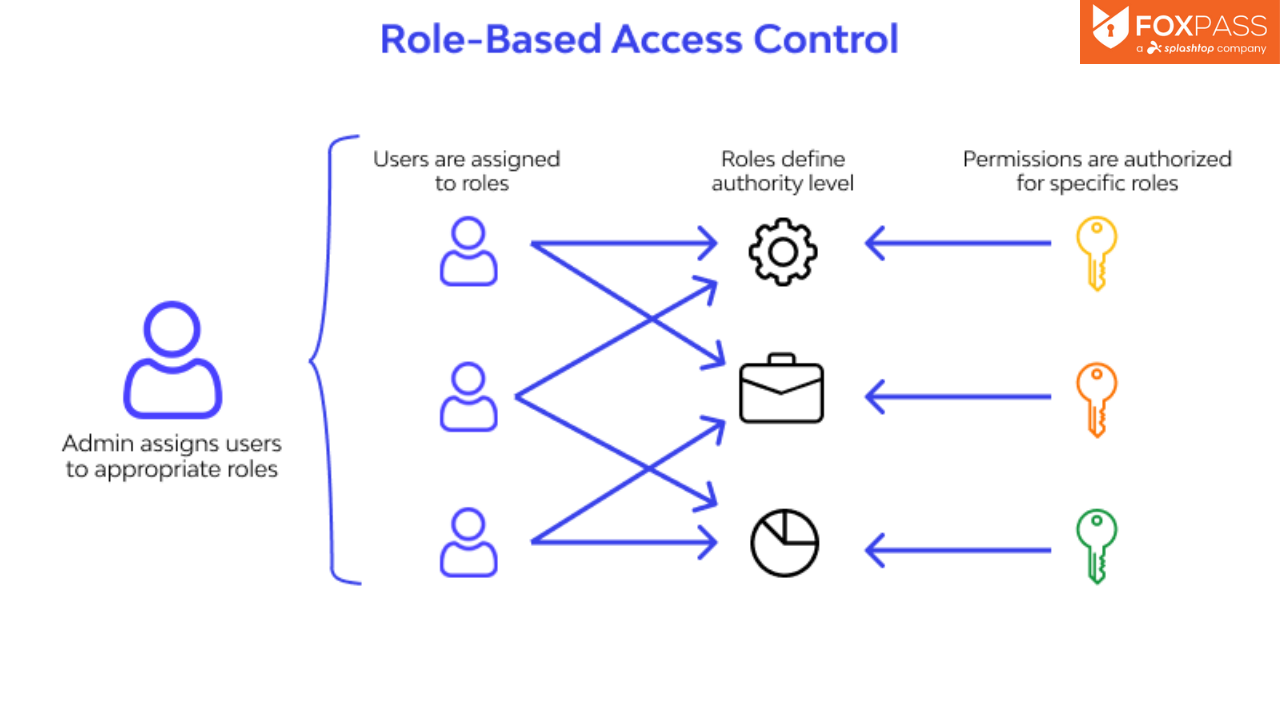 Role-Based Access Control
FOXPASS
a splashtop company
Users are assigned
to roles
Roles define
authority level
Permissions are authorized
for specific roles
Admin assigns users
to appropriate roles